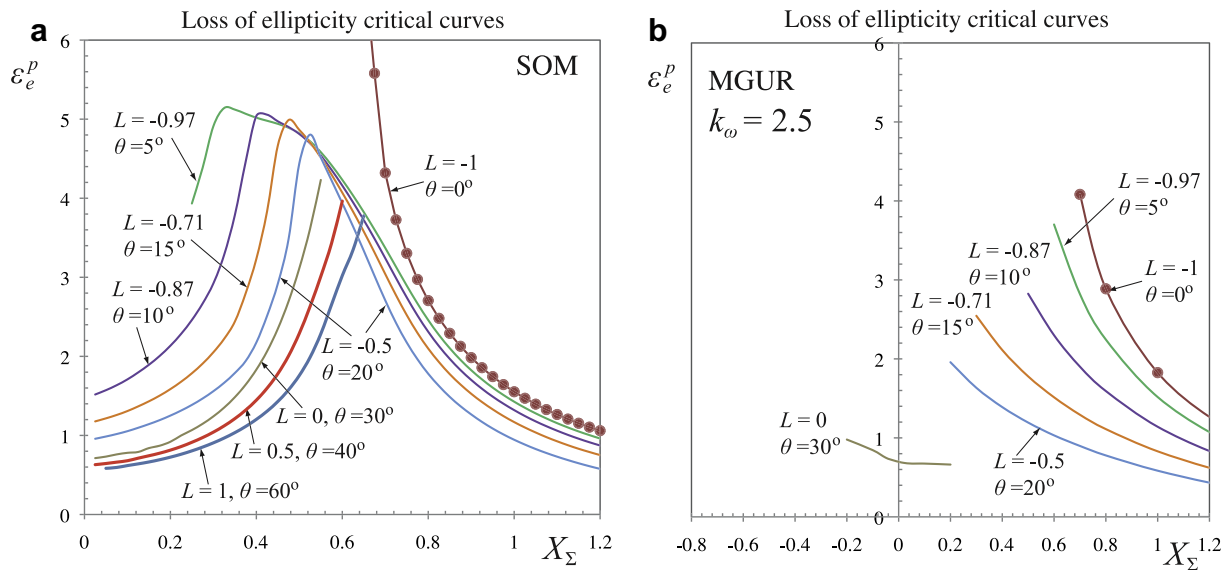 Loss of ellipticity critical curves
a
6
5
4
3
2
1
0
ε_e^p
SOM
L = -0.97
θ =5°
L = -0.71
θ =15°
L = -0.87
θ =10°
L = -1
θ =0°
L = -0.5
θ =20°
L = 0, θ =30°
L = 0.5, θ =40°
L = 1, θ =60°
0 0.2 0.4 0.6 0.8 1 X_Σ 1.2
Loss of ellipticity critical curves
b
6
5
4
3
2
1
0
ε_e^p
MGUR
k_ω = 2.5
L = -0.97
θ =5°
L = -0.87
θ =10°
L = -1
θ =0°
L = -0.71
θ =15°
L = 0
θ =30°
L = -0.5
θ =20°
-0.8 -0.6 -0.4 -0.2 0 0.2 0.4 0.6 0.8 1 X_Σ 1.2